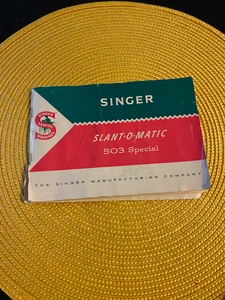 SINGER
SLANT-O-MATIC
503 Special
THE SINGER MANUFACTURING COMPANY